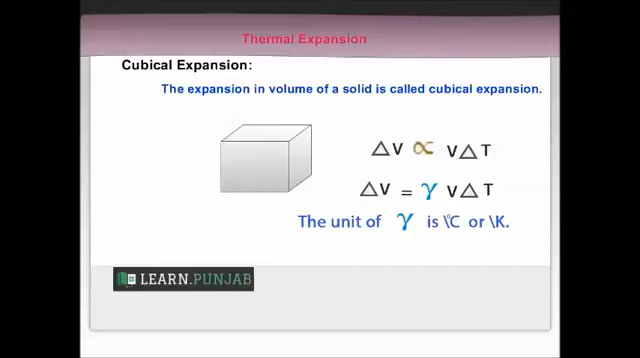 Thermal Expansion
Cubical Expansion:
The expansion in volume of a solid is called cubical expansion.
△V ∝ V△T
△V = γ V△T
The unit of γ is \°C or \K.
LEARN.PUNJAB